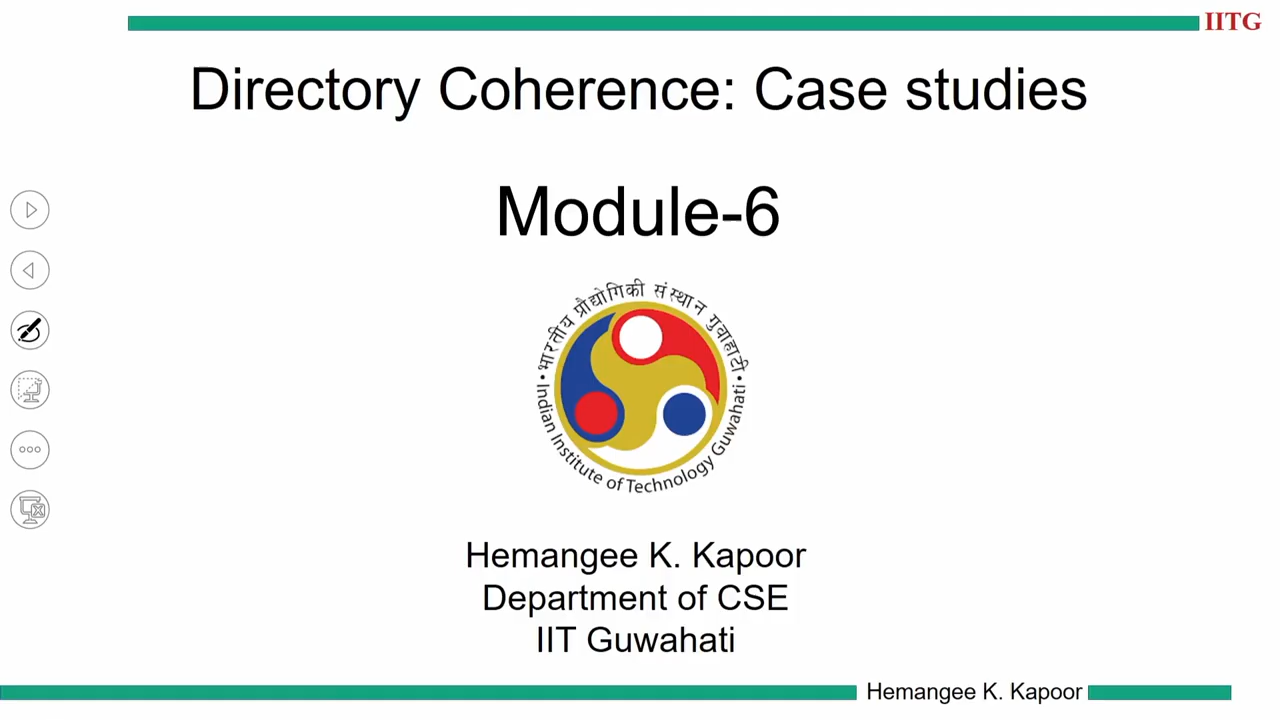 IITG
Directory Coherence: Case studies
Module-6
भारतीय प्रौद्योगिकी संस्थान गुवाहाटी
Indian Institute of Technology Guwahati
Hemangee K. Kapoor
Department of CSE
IIT Guwahati
Hemangee K. Kapoor